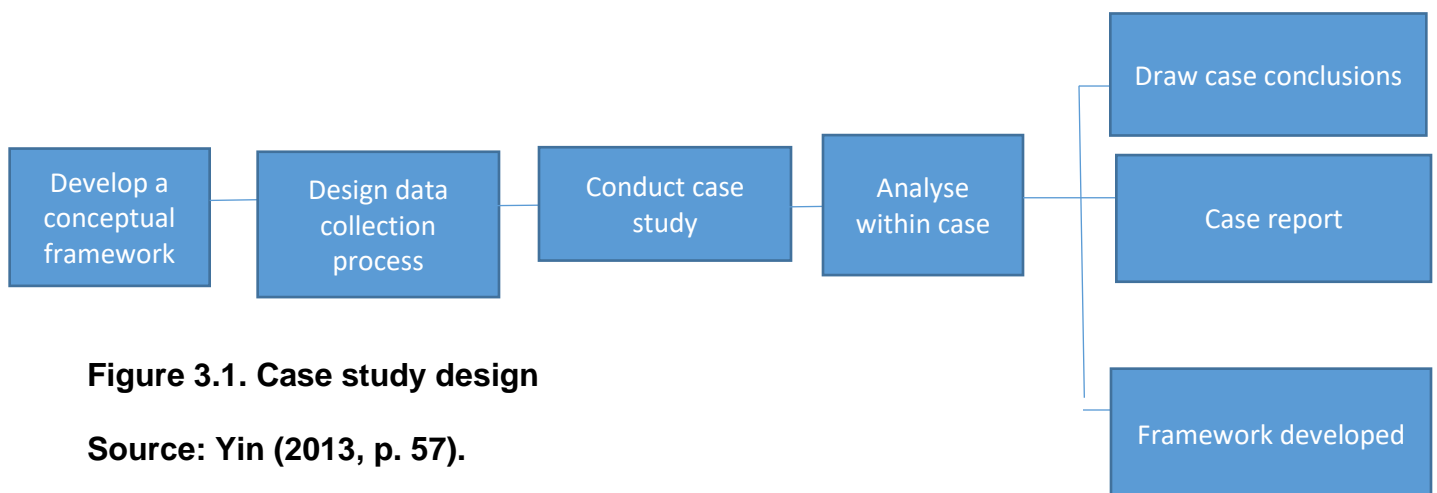 Develop a
conceptual
framework
Design data
collection
process
Conduct case
study
Analyse
within case
Draw case conclusions
Case report
Framework developed
Figure 3.1. Case study design
Source: Yin (2013, p. 57).